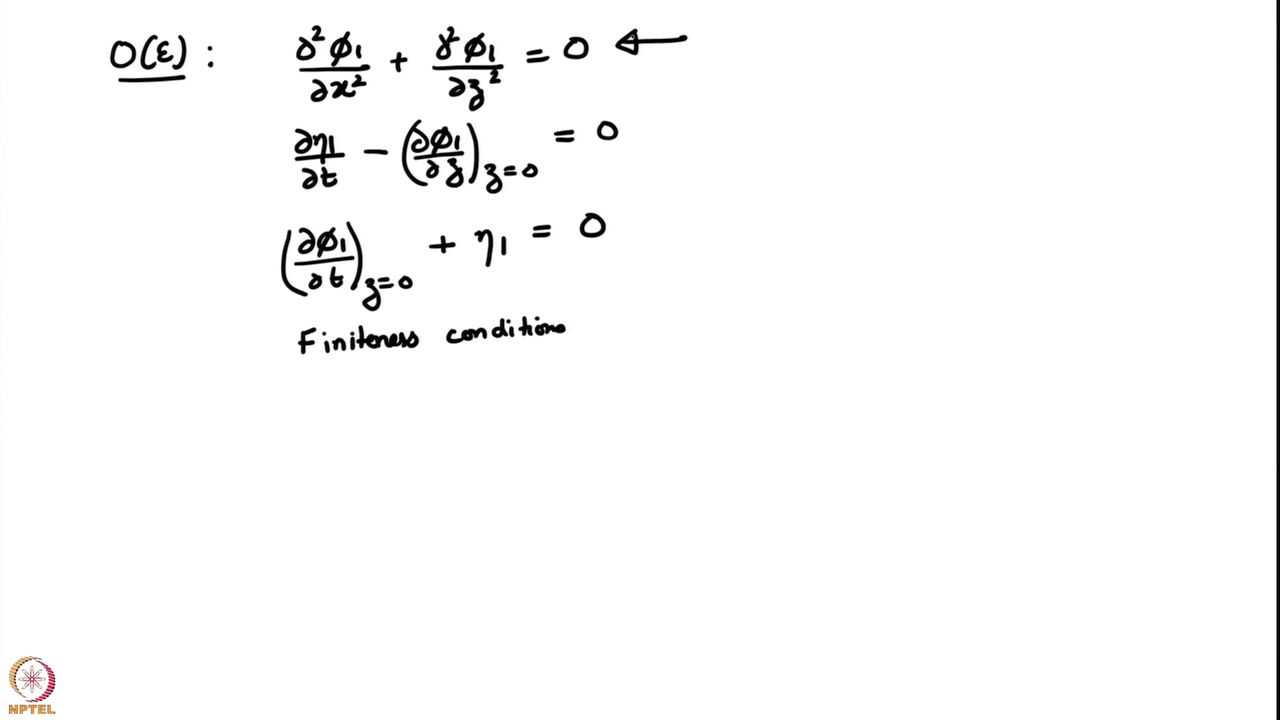 O(ε) : ∂²φ₁/∂x² + ∂²φ₁/∂z² = 0 ←
∂η₁/∂t − (∂φ₁/∂z)_{z=0} = 0
(∂φ₁/∂t)_{z=0} + η₁ = 0
Finiteness conditions
NPTEL